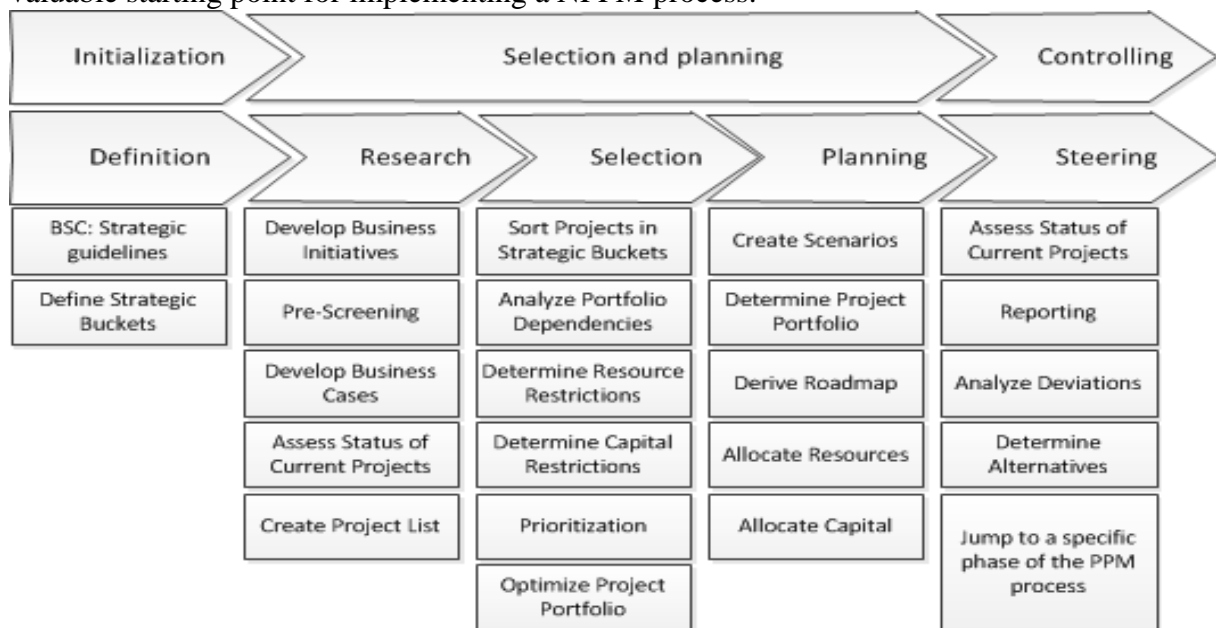 valuable starting point for implementing a NPPM process.
Initialization
Selection and planning
Controlling
Definition
Research
Selection
Planning
Steering
BSC: Strategic
guidelines
Define Strategic
Buckets
Develop Business
Initiatives
Pre-Screening
Develop Business
Cases
Assess Status of
Current Projects
Create Project List
Sort Projects in
Strategic Buckets
Analyze Portfolio
Dependencies
Determine Resource
Restrictions
Determine Capital
Restrictions
Prioritization
Optimize Project
Portfolio
Create Scenarios
Determine Project
Portfolio
Derive Roadmap
Allocate Resources
Allocate Capital
Assess Status of
Current Projects
Reporting
Analyze Deviations
Determine
Alternatives
Jump to a specific
phase of the PPM
process